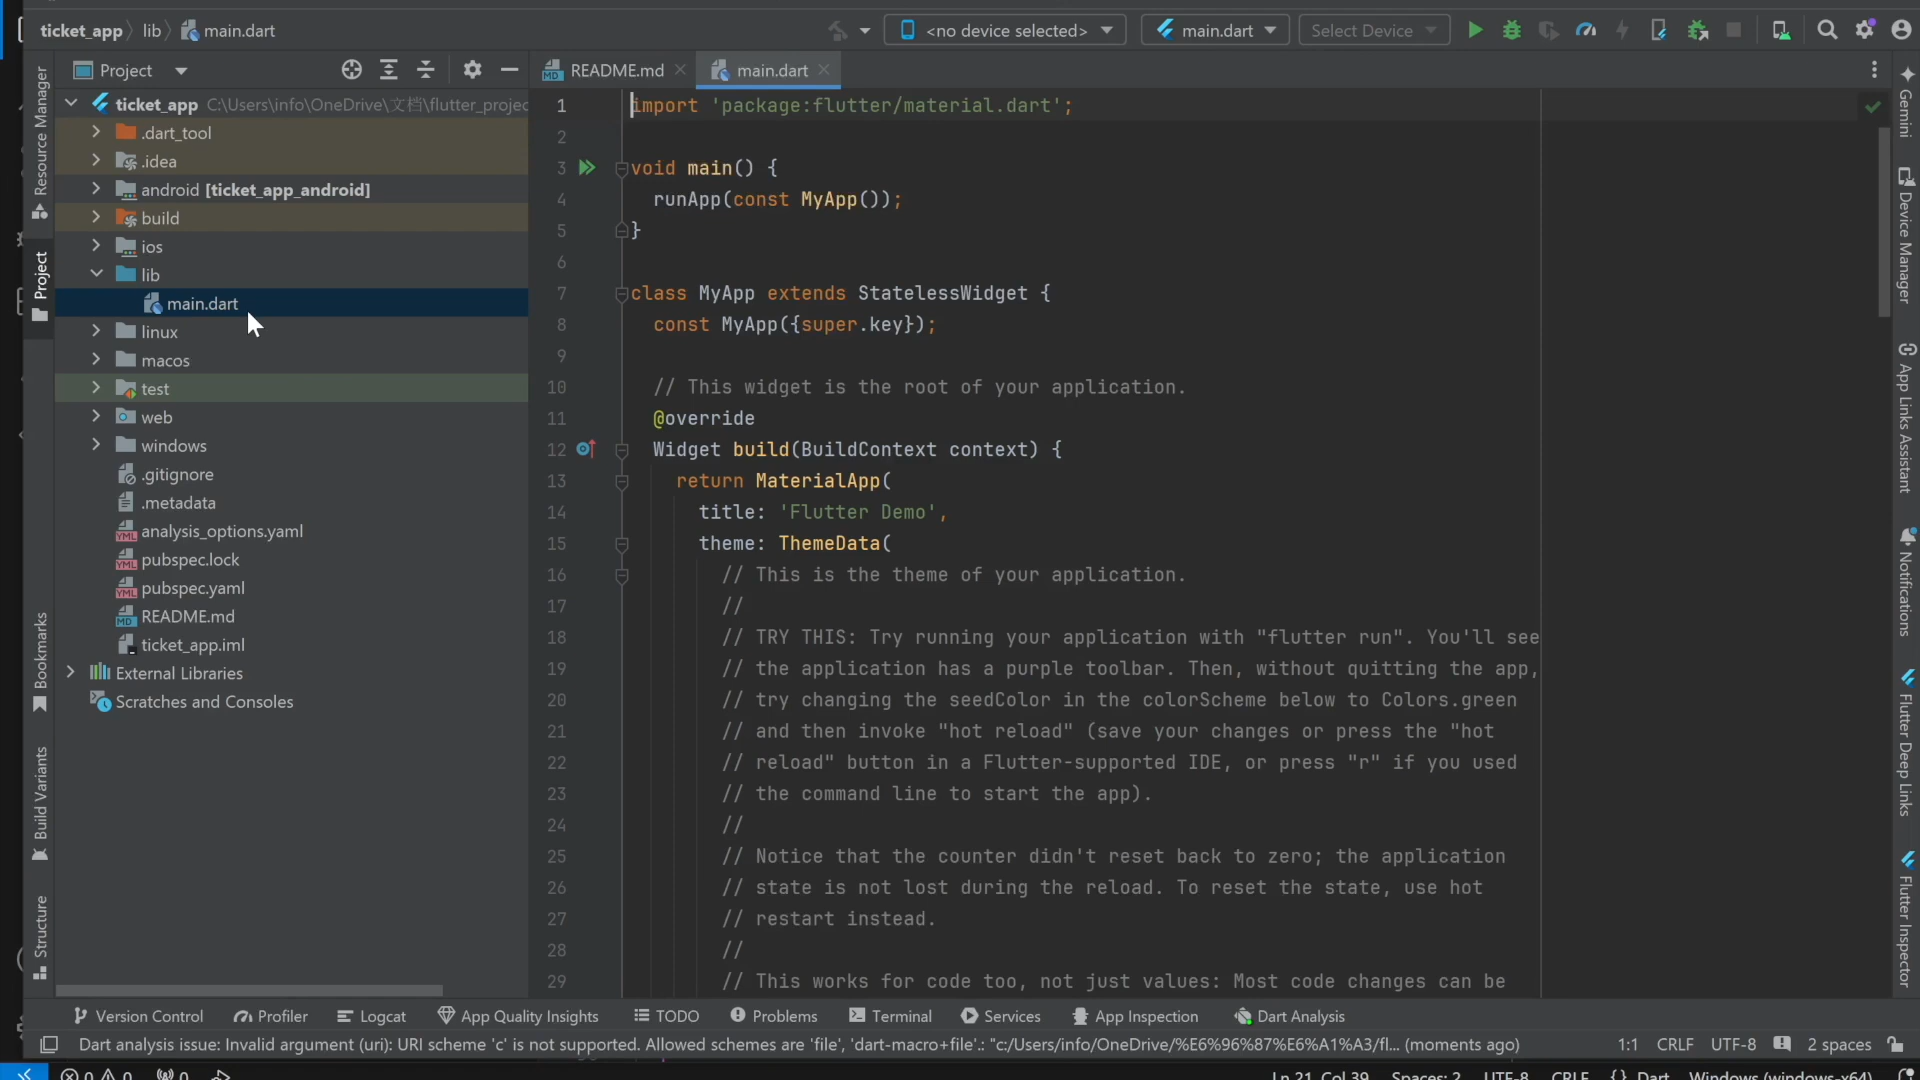 ticket_app lib main.dart <no device selected> main.dart Select Device
Project README.md main.dart
ticket_app C:\Users\info\OneDrive\文档\flutter_projec
.dart_tool
.idea
android [ticket_app_android]
build
ios
lib
main.dart
linux
macos
test
web
windows
.gitignore
.metadata
analysis_options.yaml
pubspec.lock
pubspec.yaml
README.md
ticket_app.iml
External Libraries
Scratches and Consoles
Resource Manager
Project
Bookmarks
Build Variants
Structure
1 import 'package:flutter/material.dart';
2
3 void main() {
4 runApp(const MyApp());
5 }
6
7 class MyApp extends StatelessWidget {
8 const MyApp({super.key});
9
10 // This widget is the root of your application.
11 @override
12 Widget build(BuildContext context) {
13 return MaterialApp(
14 title: 'Flutter Demo',
15 theme: ThemeData(
16 // This is the theme of your application.
17 //
18 // TRY THIS: Try running your application with "flutter run". You'll see
19 // the application has a purple toolbar. Then, without quitting the app,
20 // try changing the seedColor in the colorScheme below to Colors.green
21 // and then invoke "hot reload" (save your changes or press the "hot
22 // reload" button in a Flutter-supported IDE, or press "r" if you used
23 // the command line to start the app).
24 //
25 // Notice that the counter didn't reset back to zero; the application
26 // state is not lost during the reload. To reset the state, use hot
27 // restart instead.
28 //
29 // This works for code too, not just values: Most code changes can be
Gemini
Device Manager
App Links Assistant
Notifications
Flutter Deep Links
Flutter Inspector
Version Control Profiler Logcat App Quality Insights TODO Problems Terminal Services App Inspection Dart Analysis
Dart analysis issue: Invalid argument (uri): URI scheme 'c' is not supported. Allowed schemes are 'file', 'dart-macro+file'.: "c:/Users/info/OneDrive/%E6%96%87%E6%A1%A3/fl... (moments ago) 1:1 CRLF UTF-8 2 spaces
0 0 0 Ln 21, Col 39 Spaces: 2 UTF-8 CRLF {} Dart Windows (windows-x64)